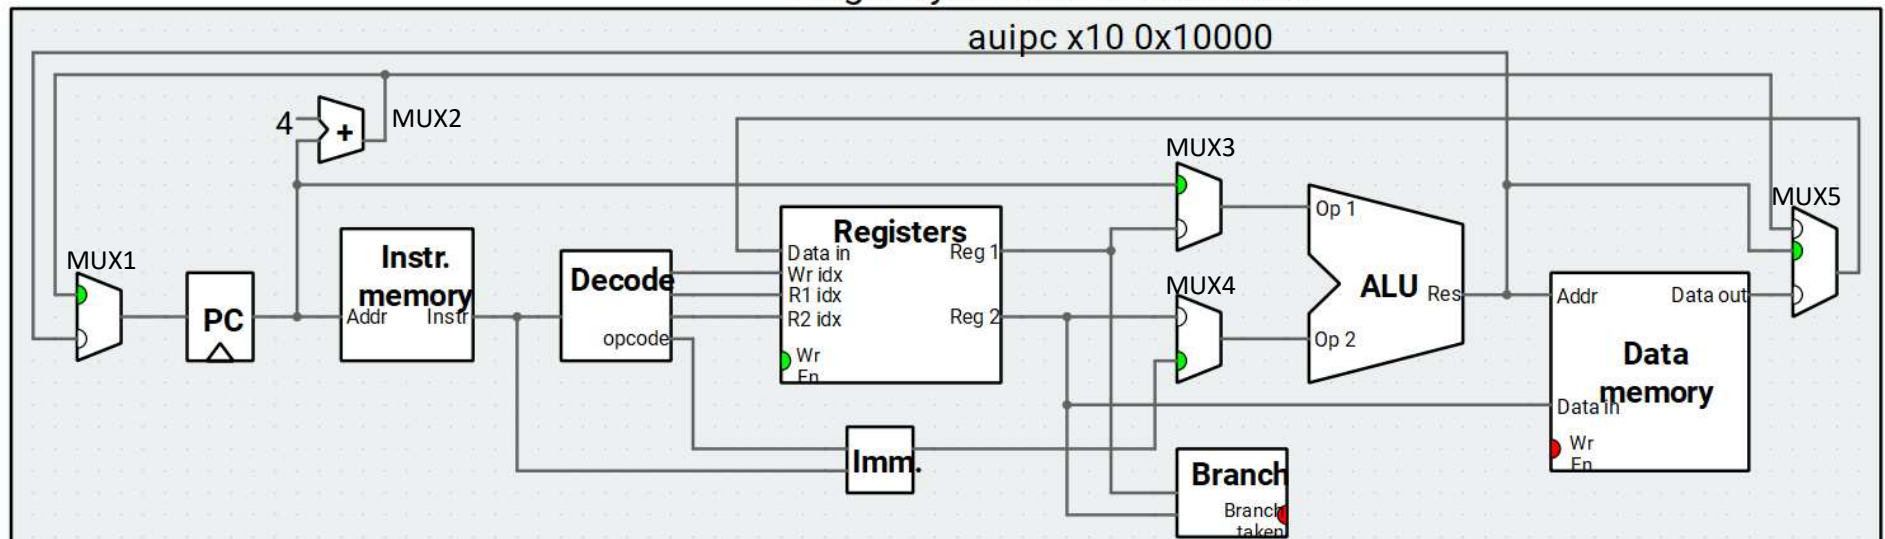 auipc x10 0x10000
4
+
MUX2
MUX1
PC
Instr.
memory
Addr
Instr
Decode
opcode
Registers
Data in
Wr idx
R1 idx
R2 idx
Wr
En
Reg 1
Reg 2
Imm.
MUX3
MUX4
Branch
Branch
taken
Op 1
Op 2
ALU
Res
Addr
Data out
Data
memory
Data in
Wr
En
MUX5